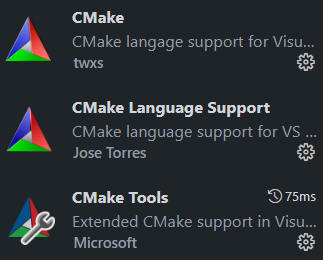 CMake
CMake langage support for Visu...
twxs
CMake Language Support
CMake language support for VS ...
Jose Torres
CMake Tools 75ms
Extended CMake support in Visu...
Microsoft